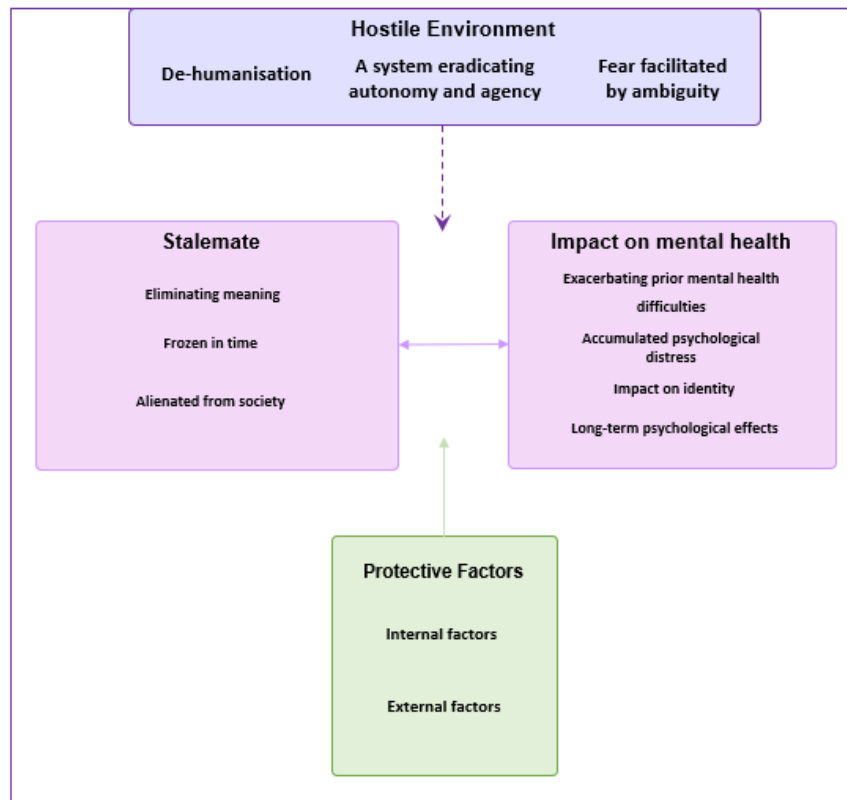 Hostile Environment
De-humanisation
A system eradicating
autonomy and agency
Fear facilitated
by ambiguity
Stalemate
Eliminating meaning
Frozen in time
Alienated from society
Impact on mental health
Exacerbating prior mental health
difficulties
Accumulated psychological
distress
Impact on identity
Long-term psychological effects
Protective Factors
Internal factors
External factors